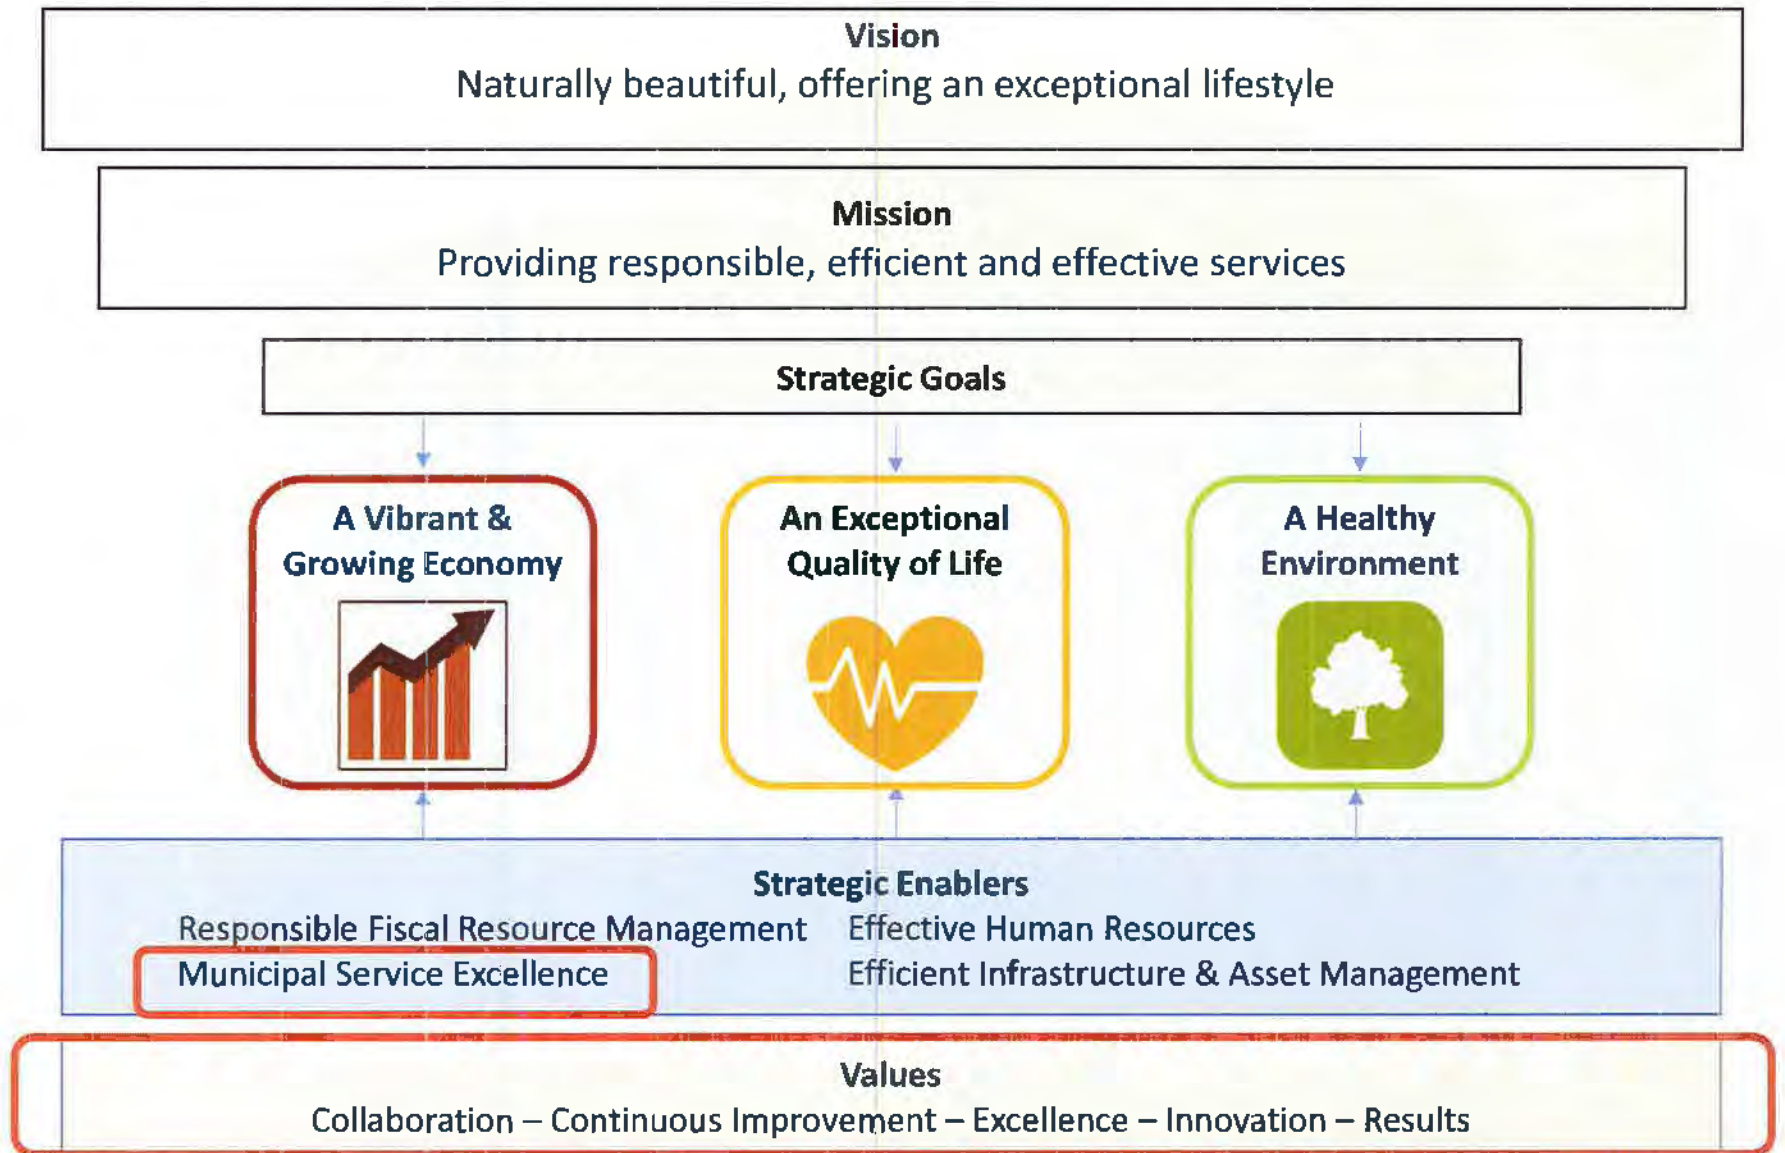 Vision
Naturally beautiful, offering an exceptional lifestyle
Mission
Providing responsible, efficient and effective services
Strategic Goals
A Vibrant &
Growing Economy
An Exceptional
Quality of Life
A Healthy
Environment
Strategic Enablers
Responsible Fiscal Resource Management Effective Human Resources
Municipal Service Excellence Efficient Infrastructure & Asset Management
Values
Collaboration – Continuous Improvement – Excellence – Innovation – Results